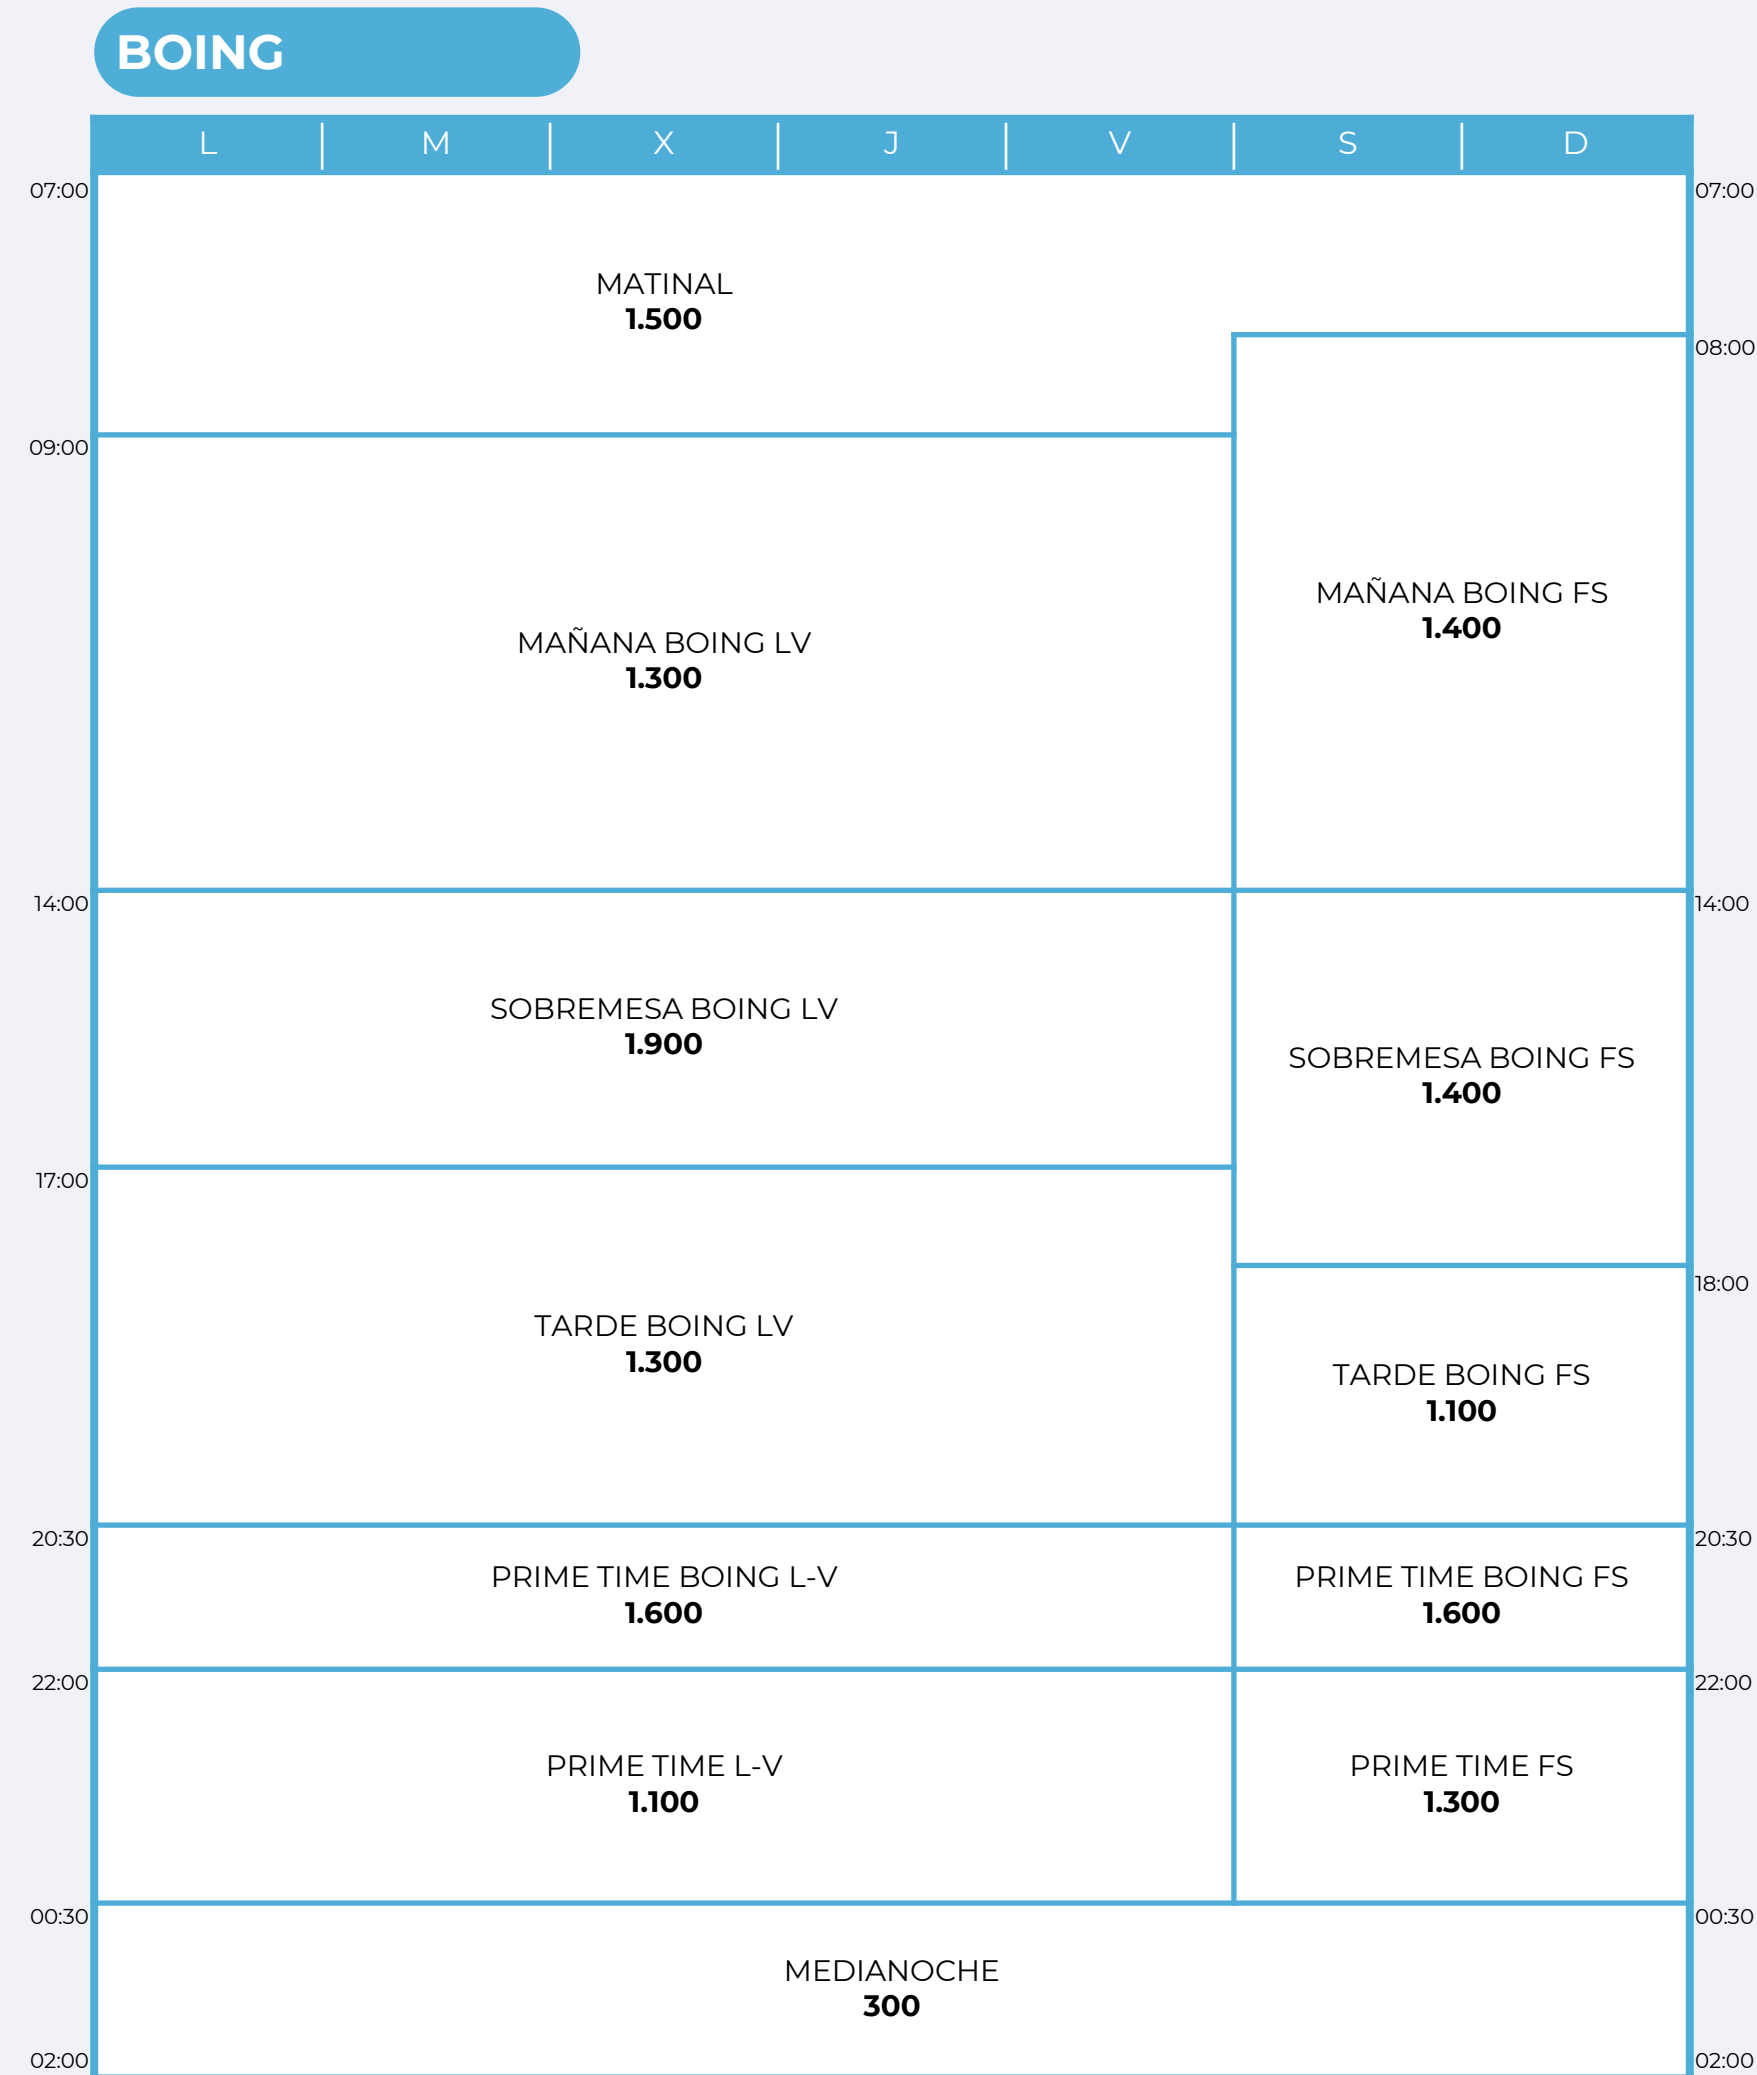 BOING
L M X J V S D
07:00 07:00
MATINAL
1.500
08:00
09:00
MAÑANA BOING FS
1.400
MAÑANA BOING LV
1.300
14:00 14:00
SOBREMESA BOING LV
1.900
SOBREMESA BOING FS
1.400
17:00
18:00
TARDE BOING LV
1.300
TARDE BOING FS
1.100
20:30 20:30
PRIME TIME BOING L-V PRIME TIME BOING FS
1.600 1.600
22:00 22:00
PRIME TIME L-V PRIME TIME FS
1.100 1.300
00:30 00:30
MEDIANOCHE
300
02:00 02:00